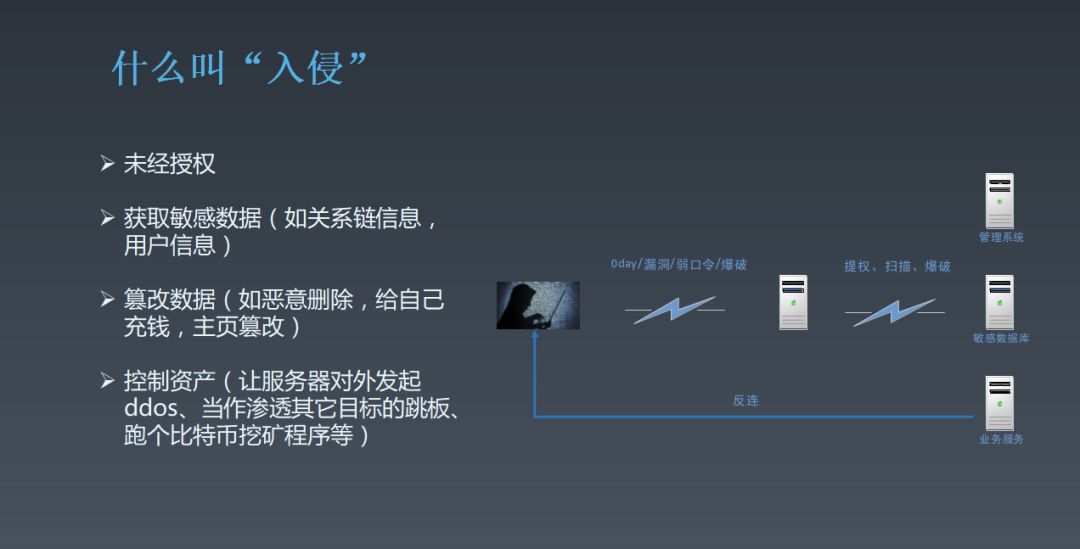 什么叫“入侵”
未经授权
获取敏感数据（如关系链信息，
用户信息）
篡改数据（如恶意删除，给自己
充钱，主页篡改）
控制资产（让服务器对外发起
ddos、当作渗透其它目标的跳板、
跑个比特币挖矿程序等）
0day/漏洞/弱口令/爆破
提权、扫描、爆破
管理系统
敏感数据库
反连
业务服务